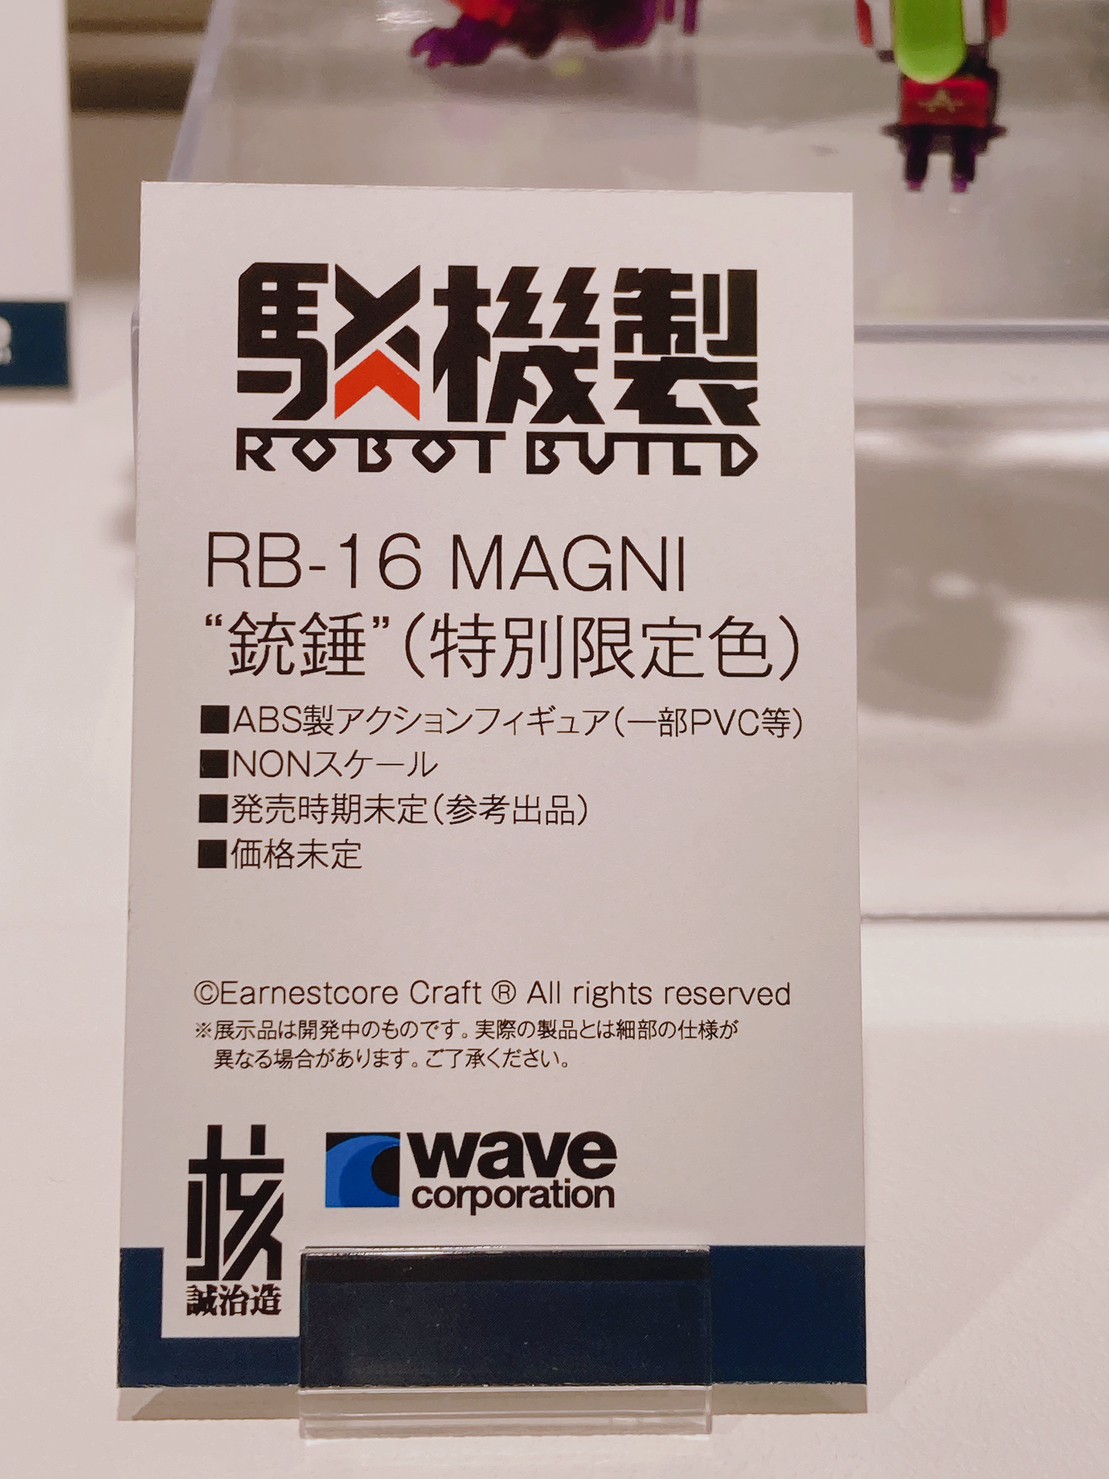 駁機製
ROBOT BUILD
RB-16 MAGNI
“銃錘”（特別限定色）
■ABS製アクションフィギュア（一部PVC等）
■NONスケール
■発売時期未定（参考出品）
■価格未定
©Earnestcore Craft ® All rights reserved
※展示品は開発中のものです。実際の製品とは細部の仕様が
異なる場合があります。ご了承ください。
核
誠治造
wave
corporation